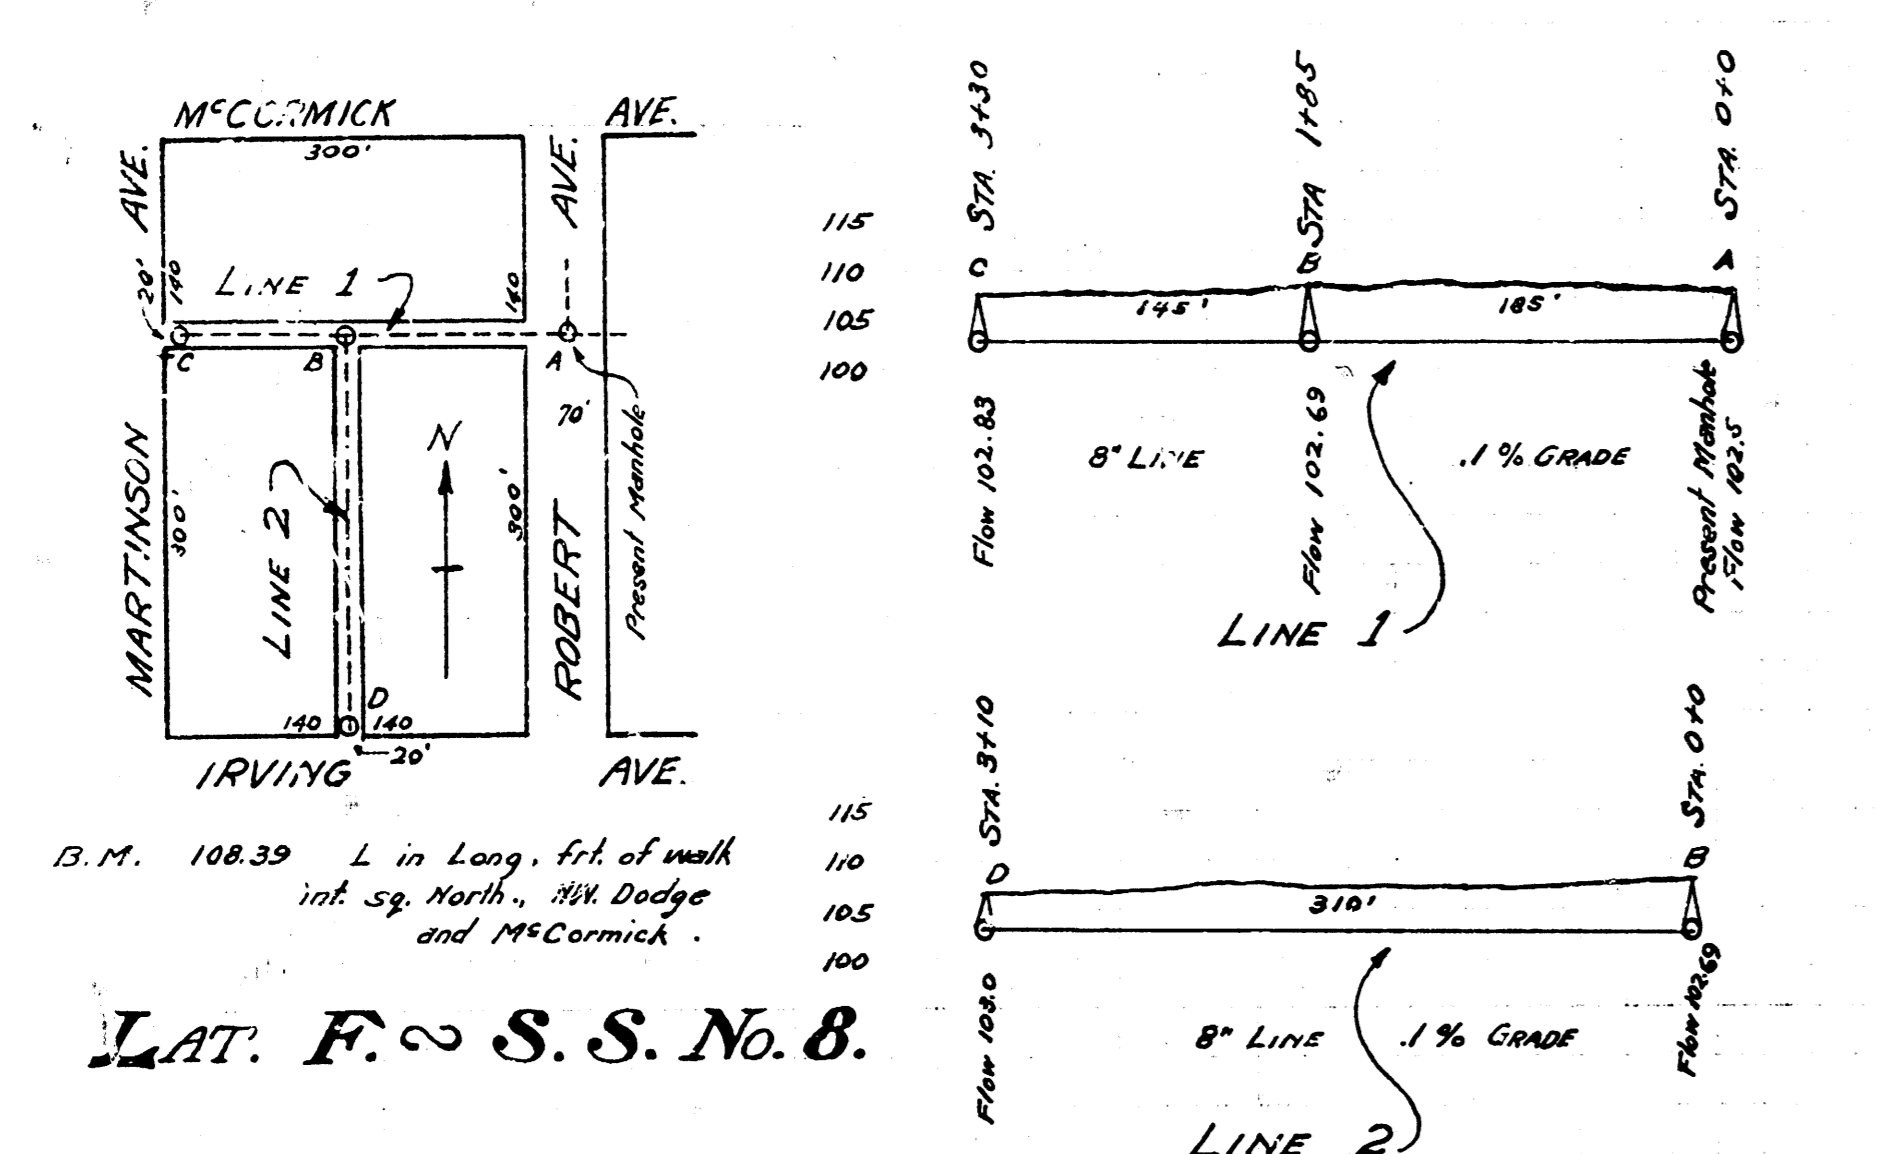 McCORMICK AVE.
300'
AVE.
AVE.
20'
140
LINE 1
140
C
B
A
70'
N
MARTINSON
300'
LINE 2
300'
ROBERT
Present Manhole
D
140
140
20'
IRVING AVE.
B.M. 108.39 L in Long. frt. of walk
int. sq. North., NW. Dodge
and McCormick.
LAT. F. ~ S. S. No. 8.
115
110
105
100
C STA. 3+30
B STA 1+85
A STA. 0+0
145'
185'
Flow 102.83
8" LINE
Flow 102.69
.1% GRADE
Present Manhole
Flow 102.5
LINE 1
115
110
105
100
D STA. 3+10
B STA. 0+0
310'
Flow 103.0
8" LINE .1% GRADE
Flow 102.69
LINE 2